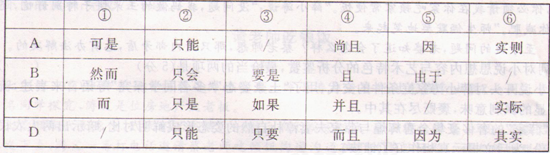 ① ② ③ ④ ⑤ ⑥
A 可是 只能 / 尚且 因 实则
B 然而 只会 要是 且 由于
C 而 只是 如果 并且 实际
D / 只能 只要 而且 因为 其实